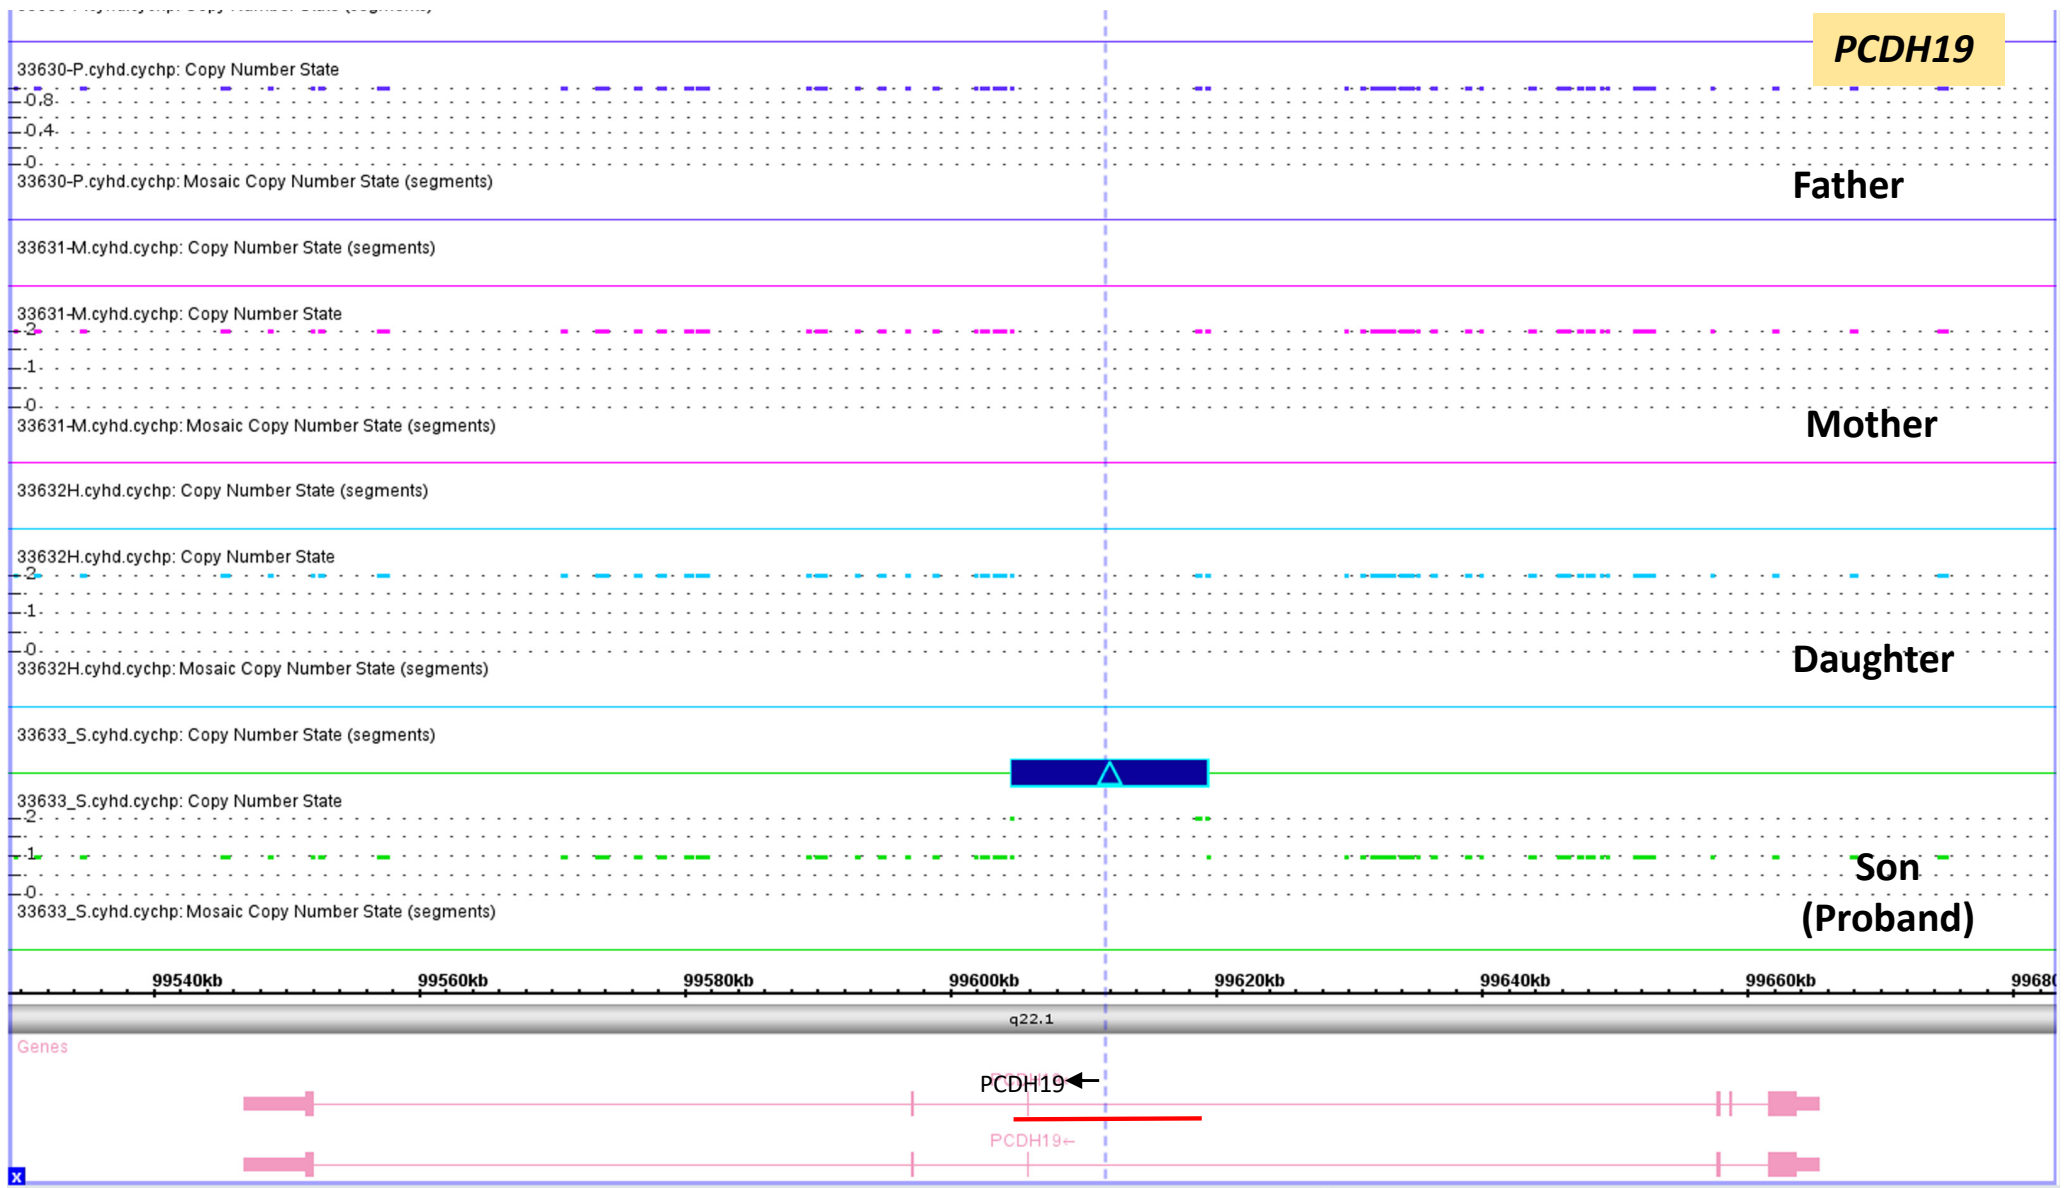 PCDH19
33630-P.cyhd.cychp: Copy Number State
0,8
0,4
0
33630-P.cyhd.cychp: Mosaic Copy Number State (segments)
Father
33631-M.cyhd.cychp: Copy Number State (segments)
33631-M.cyhd.cychp: Copy Number State
2
1
0
33631-M.cyhd.cychp: Mosaic Copy Number State (segments)
Mother
33632H.cyhd.cychp: Copy Number State (segments)
33632H.cyhd.cychp: Copy Number State
2
1
0
33632H.cyhd.cychp: Mosaic Copy Number State (segments)
Daughter
33633_S.cyhd.cychp: Copy Number State (segments)
33633_S.cyhd.cychp: Copy Number State
2
1
0
33633_S.cyhd.cychp: Mosaic Copy Number State (segments)
Son
(Proband)
99540kb 99560kb 99580kb 99600kb 99620kb 99640kb 99660kb 9968
q22.1
Genes
PCDH19
PCDH19←
x